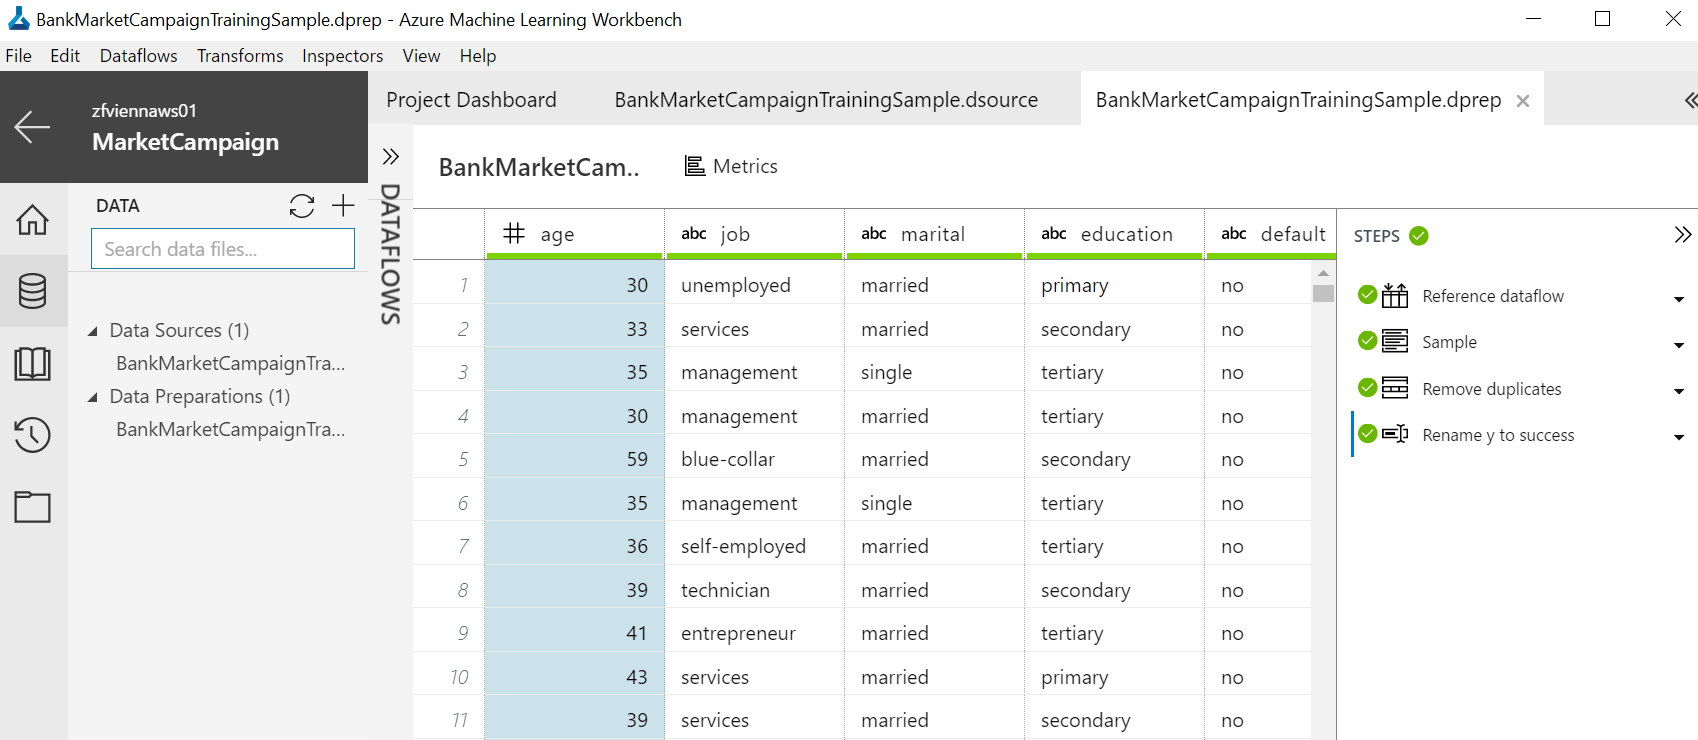 BankMarketCampaignTrainingSample.dprep - Azure Machine Learning Workbench
File Edit Dataflows Transforms Inspectors View Help
zfviennaws01
MarketCampaign
Project Dashboard BankMarketCampaignTrainingSample.dsource BankMarketCampaignTrainingSample.dprep
DATA
Search data files...
Data Sources (1)
BankMarketCampaignTra...
Data Preparations (1)
BankMarketCampaignTra...
DATAFLOWS
BankMarketCam.. Metrics
# age abc job abc marital abc education abc default
1 30 unemployed married primary no
2 33 services married secondary no
3 35 management single tertiary no
4 30 management married tertiary no
5 59 blue-collar married secondary no
6 35 management single tertiary no
7 36 self-employed married tertiary no
8 39 technician married secondary no
9 41 entrepreneur married tertiary no
10 43 services married primary no
11 39 services married secondary no
STEPS
Reference dataflow
Sample
Remove duplicates
Rename y to success